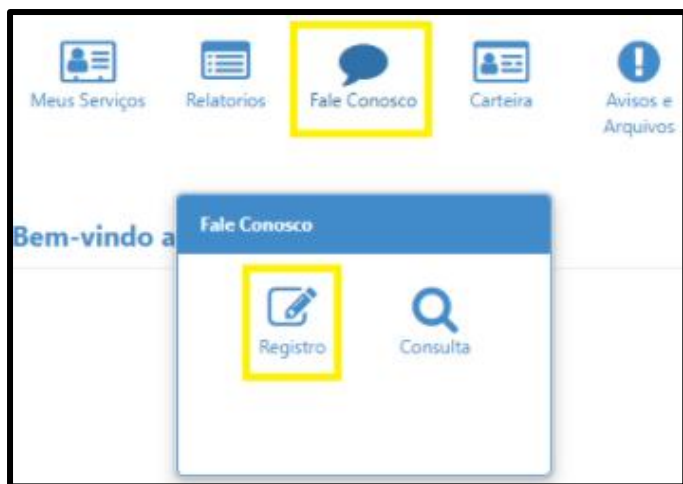 Meus Serviços
Relatorios
Fale Conosco
Carteira
Avisos e
Arquivos
Bem-vindo a
Fale Conosco
Registro
Consulta